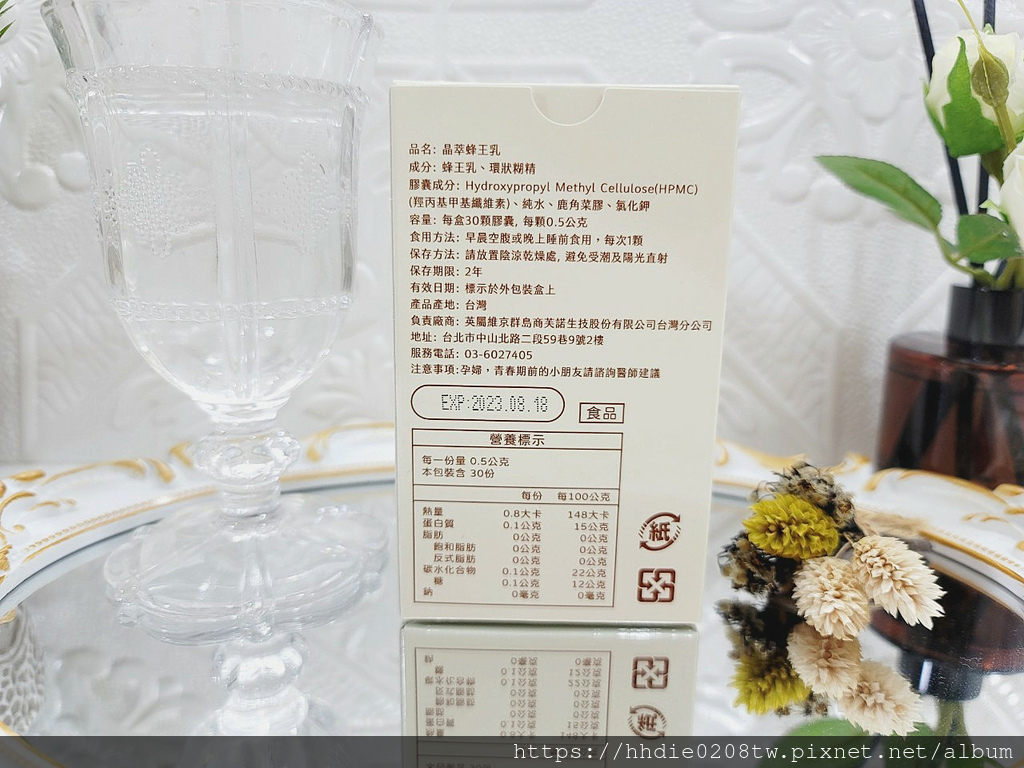 品名: 晶萃蜂王乳
成分: 蜂王乳、環狀糊精
膠囊成分: Hydroxypropyl Methyl Cellulose(HPMC)
(羥丙基甲基纖維素)、純水、鹿角菜膠、氯化鉀
容量: 每盒30顆膠囊, 每顆0.5公克
食用方法: 早晨空腹或晚上睡前食用，每次1顆
保存方法: 請放置陰涼乾燥處, 避免受潮及陽光直射
保存期限: 2年
有效日期: 標示於外包裝盒上
產品產地: 台灣
負責廠商: 英屬維京群島商芙諾生技股份有限公司台灣分公司
地址: 台北市中山北路二段59巷9號2樓
服務電話: 03-6027405
注意事項:孕婦，青春期前的小朋友請諮詢醫師建議
EXP:2023.08.18
食品
營養標示
每一份量 0.5公克
本包裝含 30份
每份 每100公克
熱量 0.8大卡 148大卡
蛋白質 0.1公克 15公克
脂肪 0公克 0公克
飽和脂肪 0公克 0公克
反式脂肪 0公克 0公克
碳水化合物 0.1公克 22公克
糖 0.1公克 12公克
鈉 0毫克 0毫克
紙
https://hhdie0208tw.pixnet.net/album